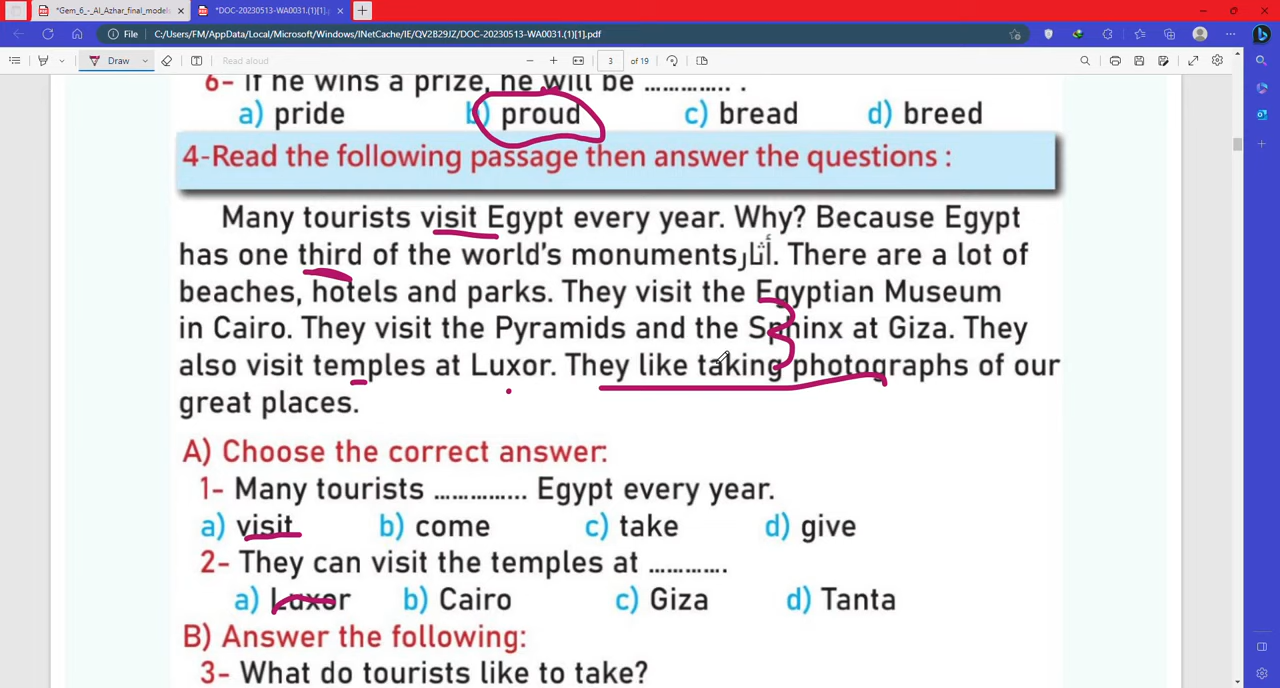 *Gem_6_-_Al_Azhar_final_models
*DOC-20230513-WA0031.(1)[1].pdf
File
C:/Users/FM/AppData/Local/Microsoft/Windows/INetCache/IE/QV2B29JZ/DOC-20230513-WA0031.(1)[1].pdf
Draw
Read aloud
3 of 19
6- If he wins a prize, he will be ………….. .
a) pride b) proud c) bread d) breed
4-Read the following passage then answer the questions :
Many tourists visit Egypt every year. Why? Because Egypt
has one third of the world's monuments أثار. There are a lot of
beaches, hotels and parks. They visit the Egyptian Museum
in Cairo. They visit the Pyramids and the Sphinx at Giza. They
also visit temples at Luxor. They like taking photographs of our
great places.
A) Choose the correct answer:
1- Many tourists …………… Egypt every year.
a) visit b) come c) take d) give
2- They can visit the temples at ………….
a) Luxor b) Cairo c) Giza d) Tanta
B) Answer the following:
3- What do tourists like to take?